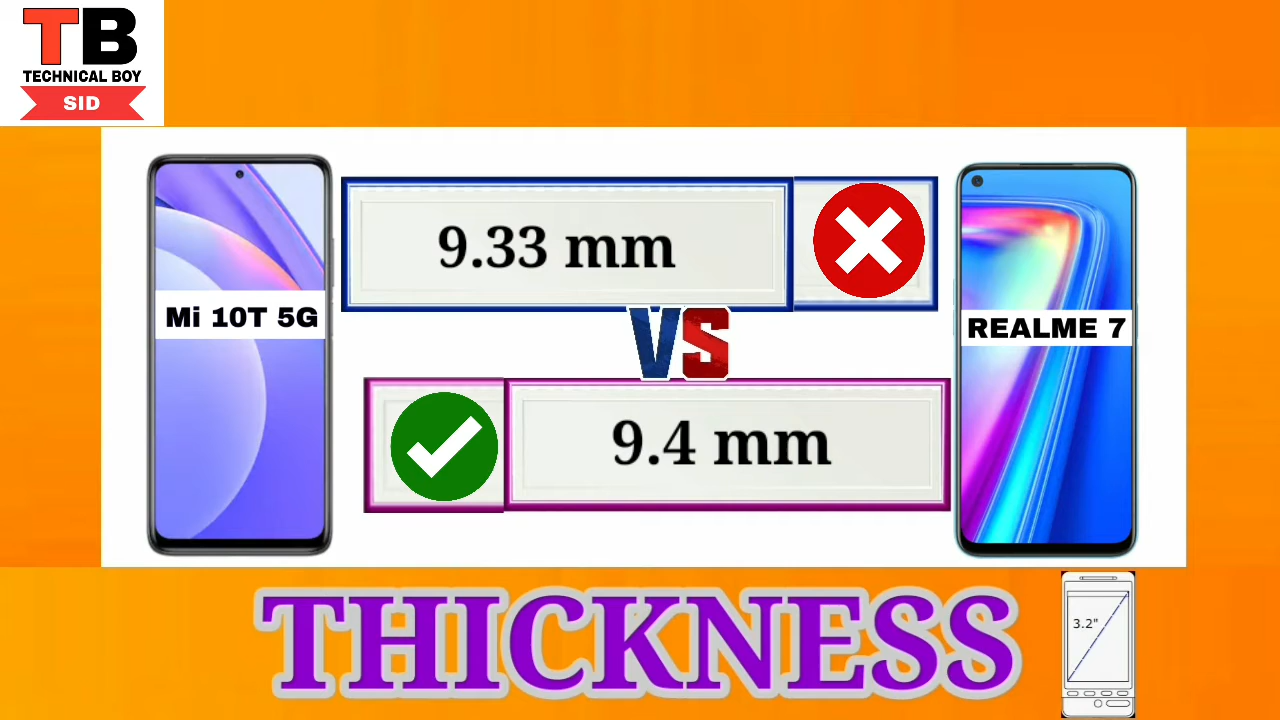 TB
TECHNICAL BOY
SID
9.33 mm
Mi 10T 5G
VS
REALME 7
9.4 mm
THICKNESS
3.2"